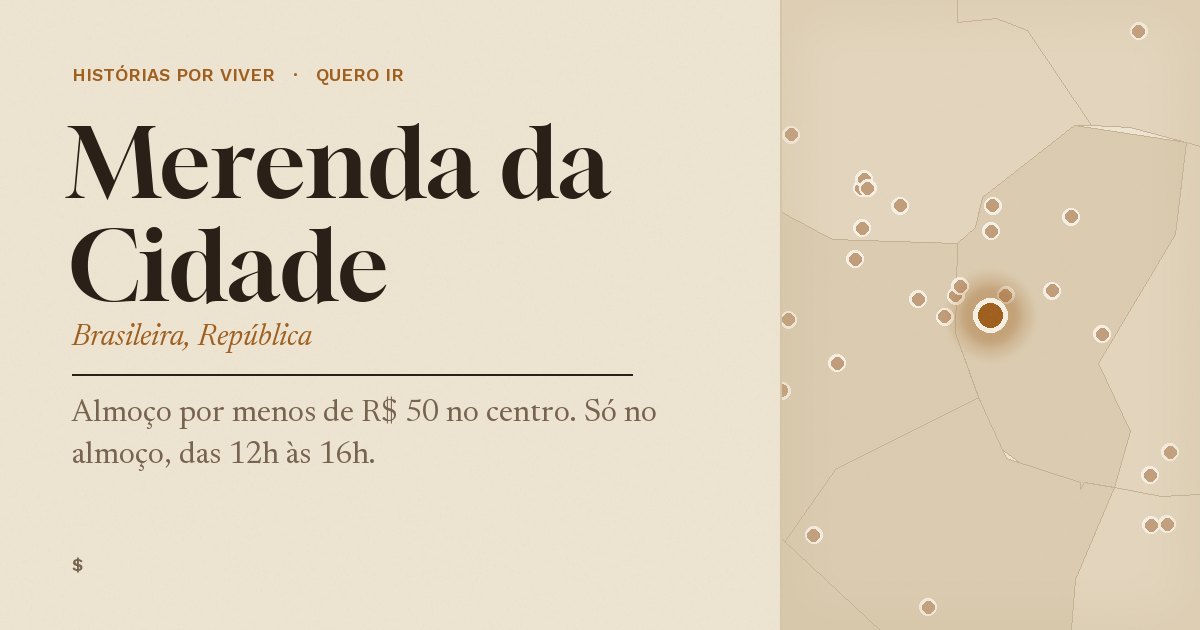 HISTÓRIAS POR VIVER · QUERO IR
Merenda da
Cidade
Brasileira, República
Almoço por menos de R$ 50 no centro. Só no
almoço, das 12h às 16h.
$